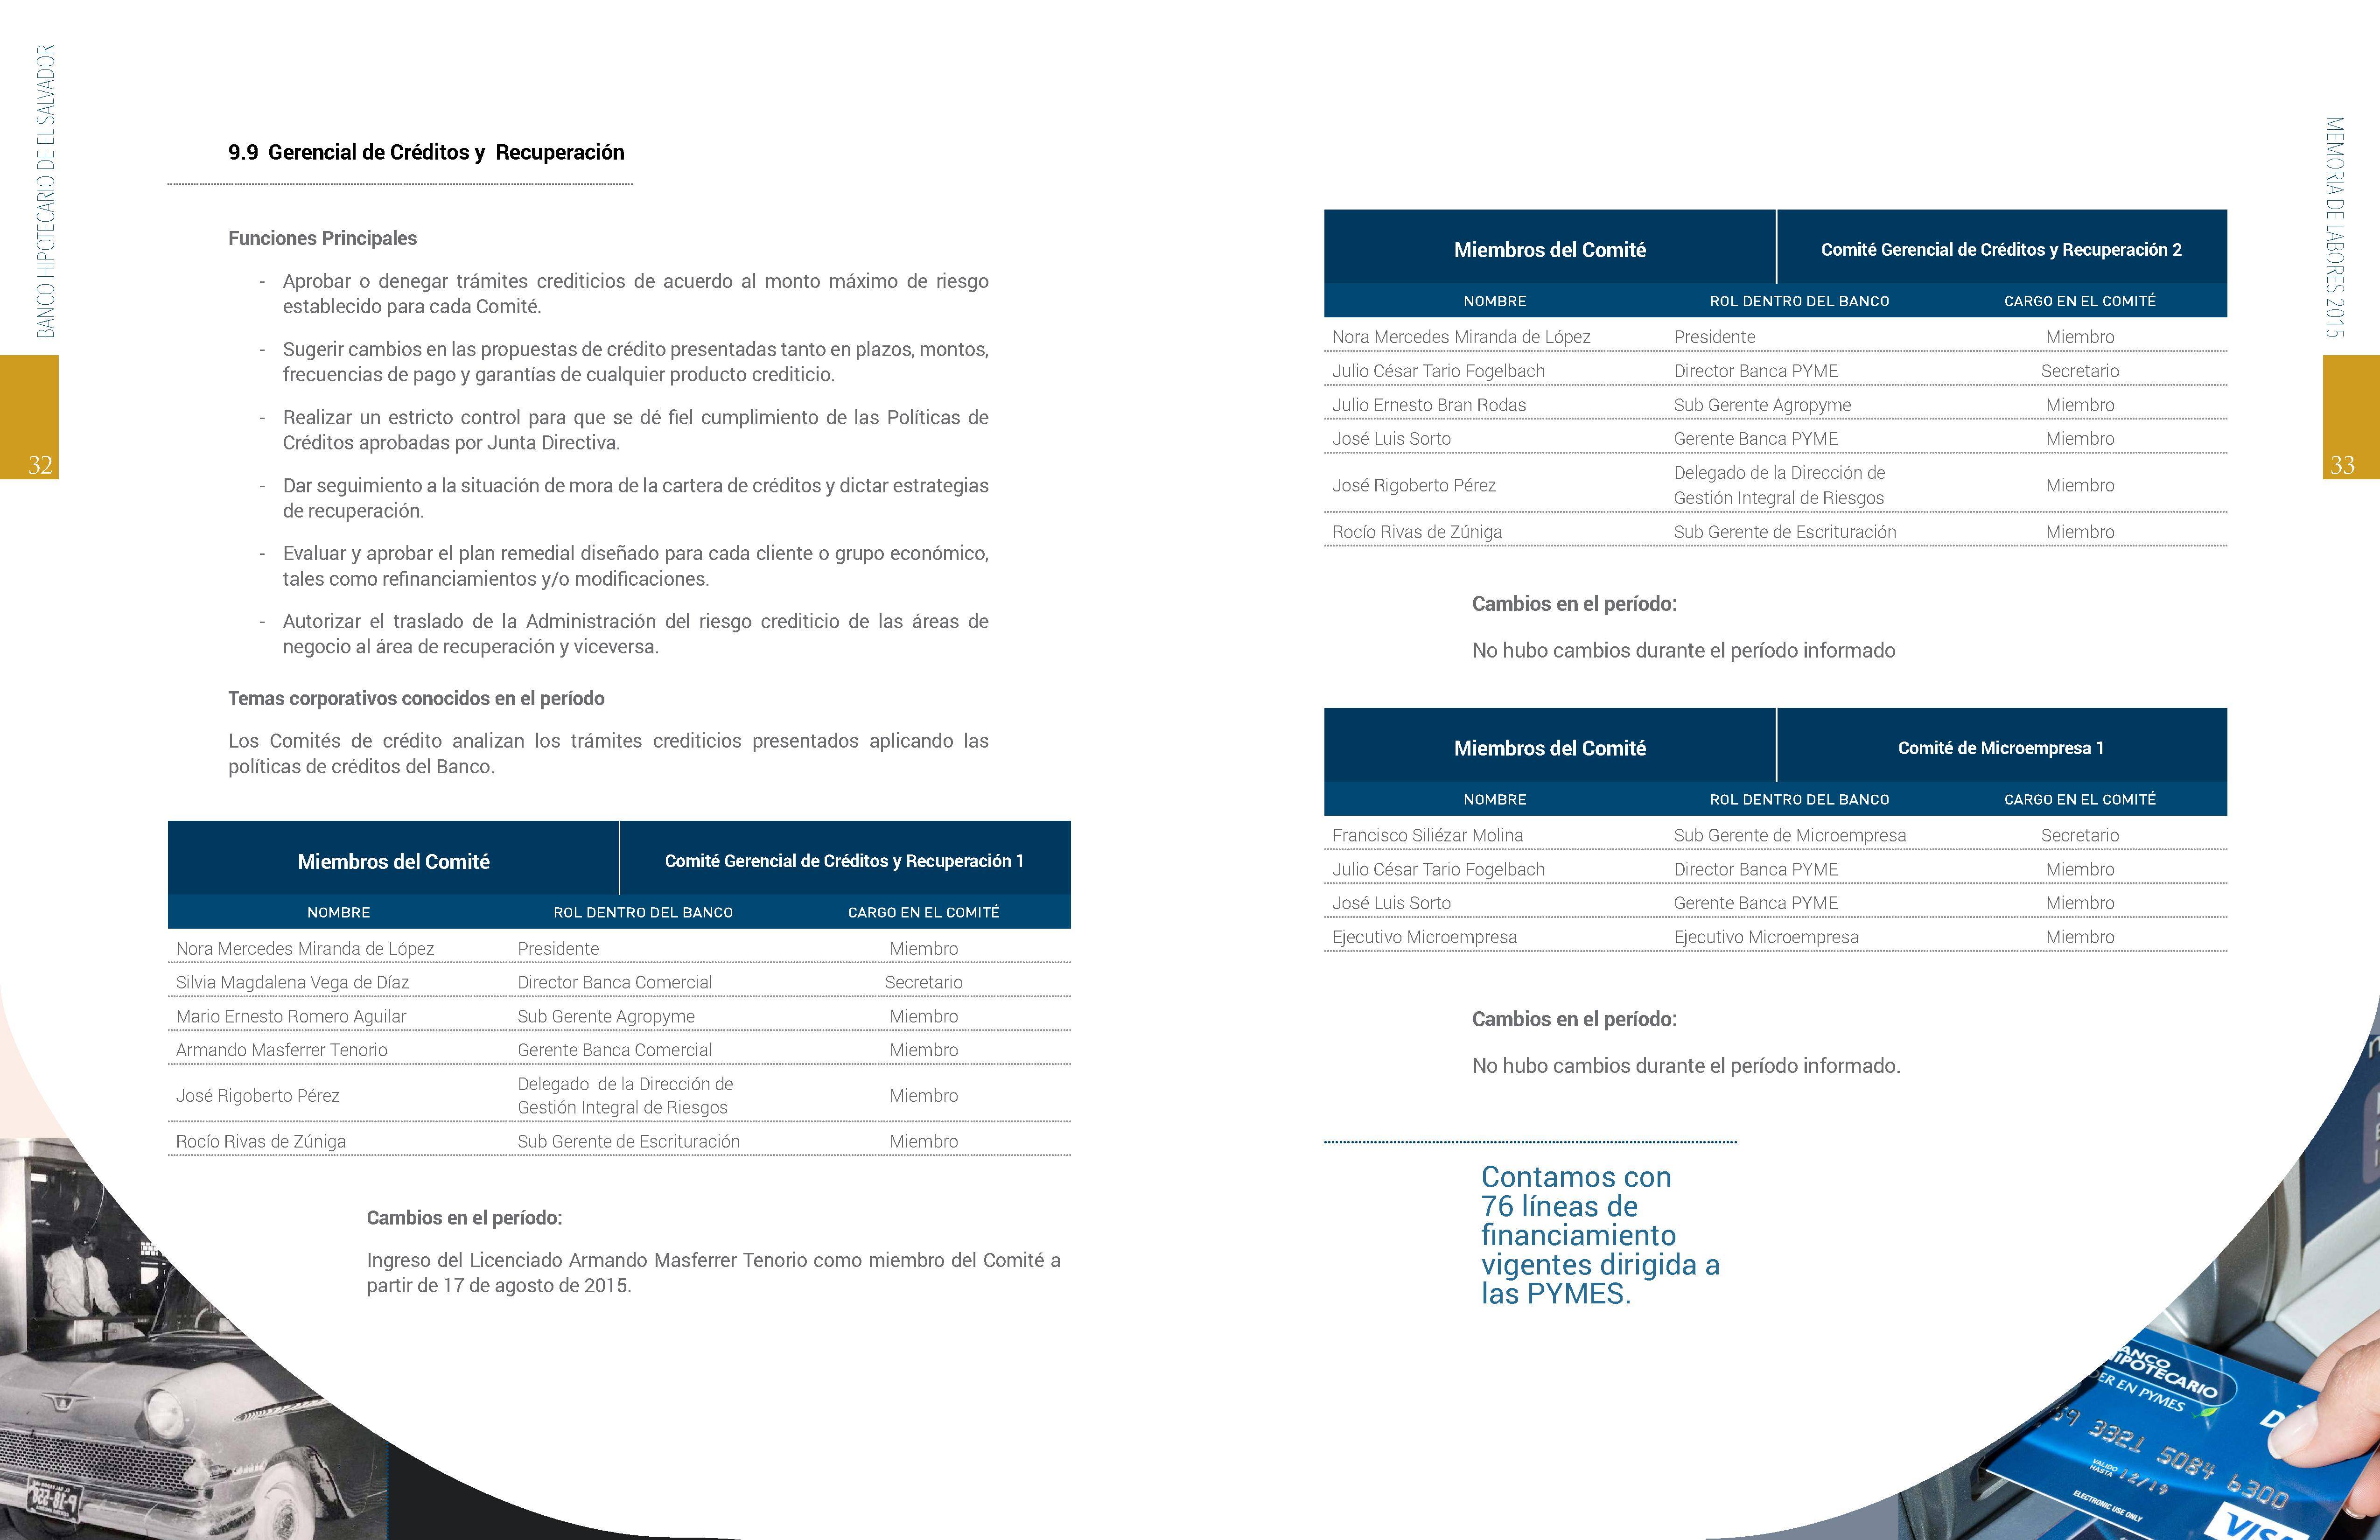 BANCO HIPOTECARIO DE EL SALVADOR
32
9.9  Gerencial de Créditos y  Recuperación
Funciones Principales
- Aprobar o denegar trámites crediticios de acuerdo al monto máximo de riesgo
establecido para cada Comité.
- Sugerir cambios en las propuestas de crédito presentadas tanto en plazos, montos,
frecuencias de pago y garantías de cualquier producto crediticio.
- Realizar un estricto control para que se dé fiel cumplimiento de las Políticas de
Créditos aprobadas por Junta Directiva.
- Dar seguimiento a la situación de mora de la cartera de créditos y dictar estrategias
de recuperación.
- Evaluar y aprobar el plan remedial diseñado para cada cliente o grupo económico,
tales como refinanciamientos y/o modificaciones.
- Autorizar el traslado de la Administración del riesgo crediticio de las áreas de
negocio al área de recuperación y viceversa.
Temas corporativos conocidos en el período
Los Comités de crédito analizan los trámites crediticios presentados aplicando las
políticas de créditos del Banco.
Miembros del Comité Comité Gerencial de Créditos y Recuperación 1
NOMBRE ROL DENTRO DEL BANCO CARGO EN EL COMITÉ
Nora Mercedes Miranda de López Presidente Miembro
Silvia Magdalena Vega de Díaz Director Banca Comercial Secretario
Mario Ernesto Romero Aguilar Sub Gerente Agropyme Miembro
Armando Masferrer Tenorio Gerente Banca Comercial Miembro
José Rigoberto Pérez Delegado  de la Dirección de
Gestión Integral de Riesgos Miembro
Rocío Rivas de Zúniga Sub Gerente de Escrituración Miembro
Cambios en el período:
Ingreso del Licenciado Armando Masferrer Tenorio como miembro del Comité a
partir de 17 de agosto de 2015.
P-18-558
MEMORIA DE LABORES 2015
33
Miembros del Comité Comité Gerencial de Créditos y Recuperación 2
NOMBRE ROL DENTRO DEL BANCO CARGO EN EL COMITÉ
Nora Mercedes Miranda de López Presidente Miembro
Julio César Tario Fogelbach Director Banca PYME Secretario
Julio Ernesto Bran Rodas Sub Gerente Agropyme Miembro
José Luis Sorto Gerente Banca PYME Miembro
José Rigoberto Pérez Delegado de la Dirección de
Gestión Integral de Riesgos Miembro
Rocío Rivas de Zúniga Sub Gerente de Escrituración Miembro
Cambios en el período:
No hubo cambios durante el período informado
Miembros del Comité Comité de Microempresa 1
NOMBRE ROL DENTRO DEL BANCO CARGO EN EL COMITÉ
Francisco Siliézar Molina Sub Gerente de Microempresa Secretario
Julio César Tario Fogelbach Director Banca PYME Miembro
José Luis Sorto Gerente Banca PYME Miembro
Ejecutivo Microempresa Ejecutivo Microempresa Miembro
Cambios en el período:
No hubo cambios durante el período informado.
Contamos con
76 líneas de
financiamiento
vigentes dirigida a
las PYMES.
ANCO
HIPOTECARIO
DER EN PYMES
3321 5084 6300
VALIDO
HASTA 12/19
ELECTRONIC USE ONLY
VISA